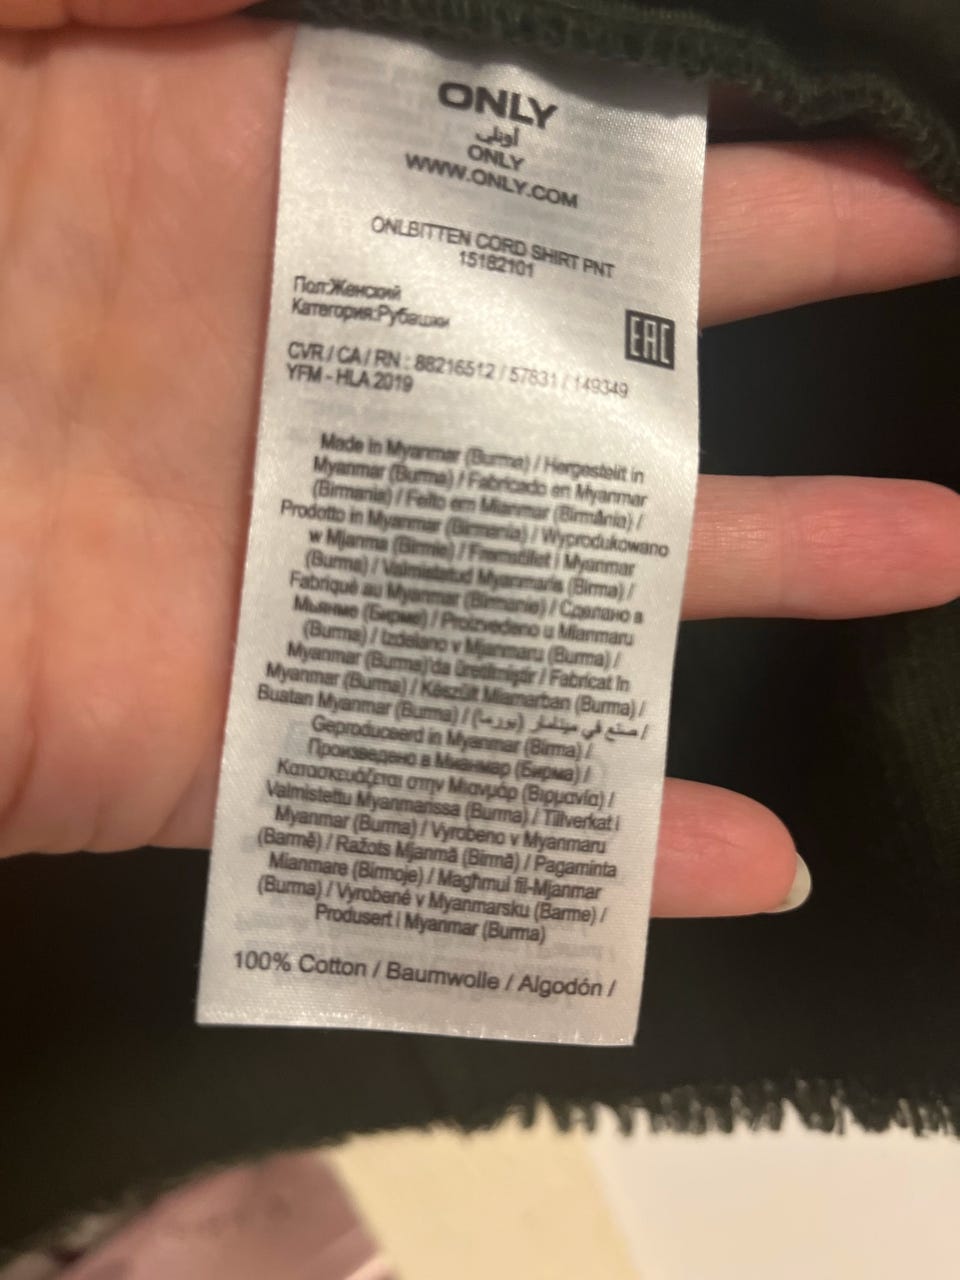 ONLY
أونلي
ONLY
WWW.ONLY.COM
ONLBITTEN CORD SHIRT PNT
15182101
Пол:Женский
Категория:Рубашки
EAC
CVR / CA / RN : 88216512 / 57831 / 149349
YFM - HLA 2019
Made in Myanmar (Burma) / Hergestellt in
Myanmar (Burma) / Fabricado en Myanmar
(Birmania) / Feito em Mianmar (Birmânia) /
Prodotto in Myanmar (Birmania) / Wyprodukowano
w Mjanma (Birmie) / Fremstillet i Myanmar
(Burma) / Valmistatud Myanmaris (Birma) /
Fabriqué au Myanmar (Birmanie) / Сделано в
Мьянме (Бирме) / Proizvedeno u Mianmaru
(Burma) / Izdelano v Mjanmaru (Burma) /
Myanmar (Burma)'da üretilmiştir / Fabricat în
Myanmar (Burma) / Készült Mianmarban (Burma) /
Buatan Myanmar (Burma) / صنع في ميانمار (بورما) /
Geproduceerd in Myanmar (Birma) /
Произведено в Мианмар (Бирма) /
Κατασκευάζεται στην Μιανμάρ (Βιρμανία) /
Valmistettu Myanmarissa (Burma) / Tillverkat i
Myanmar (Burma) / Vyrobeno v Myanmaru
(Barmě) / Ražots Mjanmā (Birmā) / Pagaminta
Mianmare (Birmoje) / Magħmul fil-Mjanmar
(Burma) / Vyrobené v Myanmarsku (Barme) /
Produsert i Myanmar (Burma)
100% Cotton / Baumwolle / Algodón /